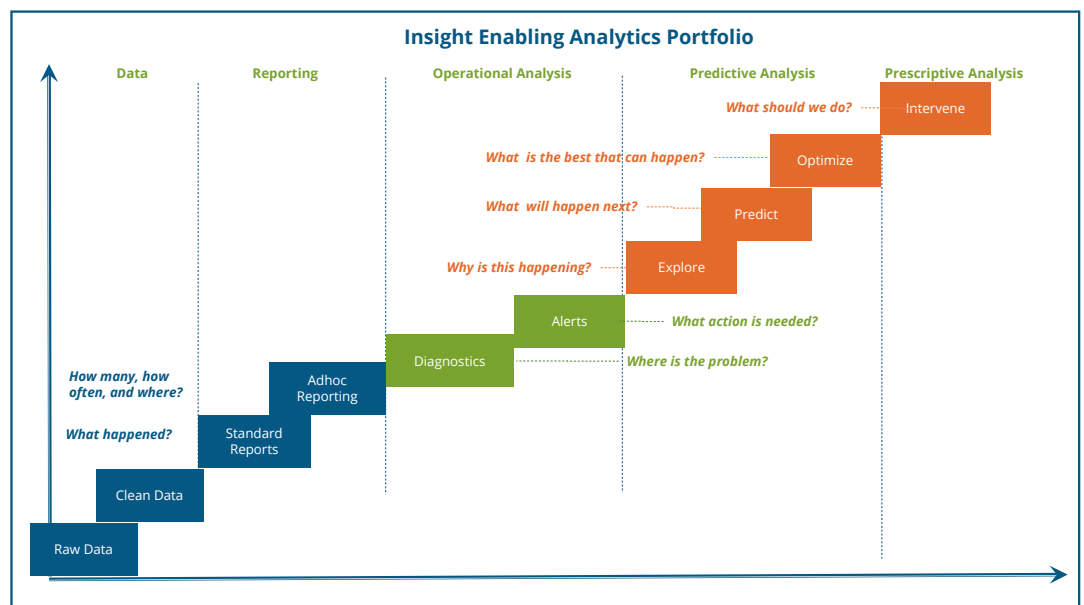 Insight Enabling Analytics Portfolio
Data
Reporting
Operational Analysis
Predictive Analysis
Prescriptive Analysis
What should we do?
Intervene
What is the best that can happen?
Optimize
What will happen next?
Predict
Why is this happening?
Explore
Alerts
What action is needed?
Diagnostics
Where is the problem?
How many, how
often, and where?
Adhoc
Reporting
What happened?
Standard
Reports
Clean Data
Raw Data